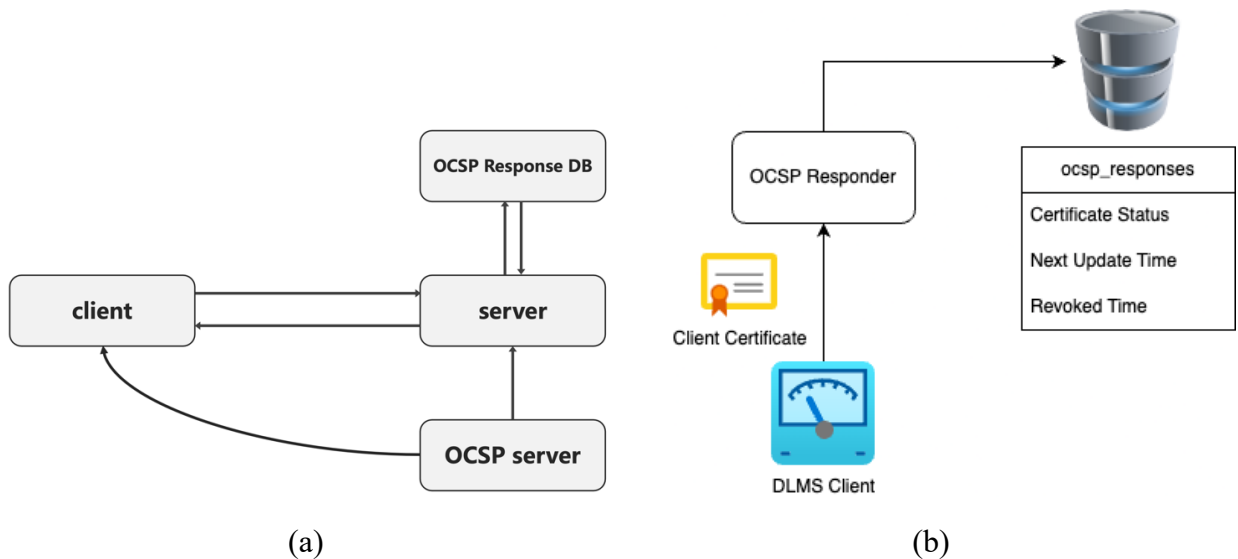 OCSP Response DB
client
server
OCSP server
(a)
OCSP Responder
ocsp_responses
Certificate Status
Next Update Time
Revoked Time
Client Certificate
DLMS Client
(b)